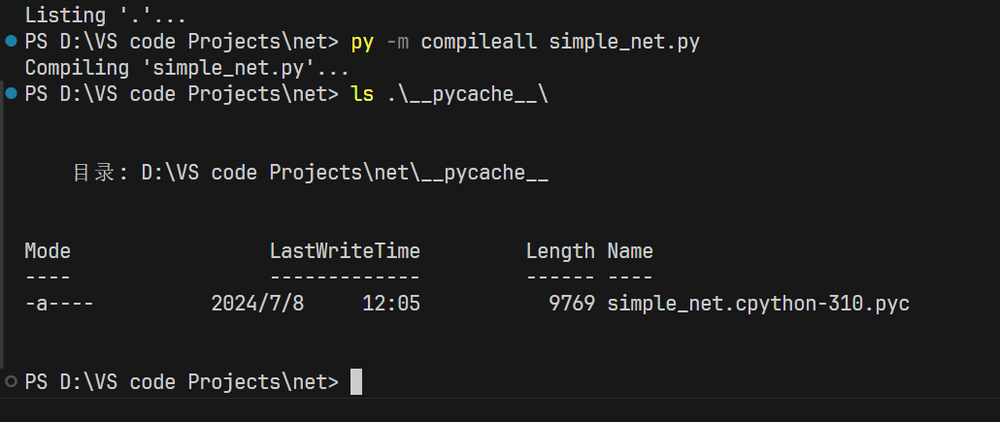 Listing '.'...
PS D:\VS code Projects\net> py -m compileall simple_net.py
Compiling 'simple_net.py'...
PS D:\VS code Projects\net> ls .\__pycache__\
目录: D:\VS code Projects\net\__pycache__
Mode                 LastWriteTime         Length Name
----                 -------------         ------ ----
-a----          2024/7/8     12:05           9769 simple_net.cpython-310.pyc
PS D:\VS code Projects\net>